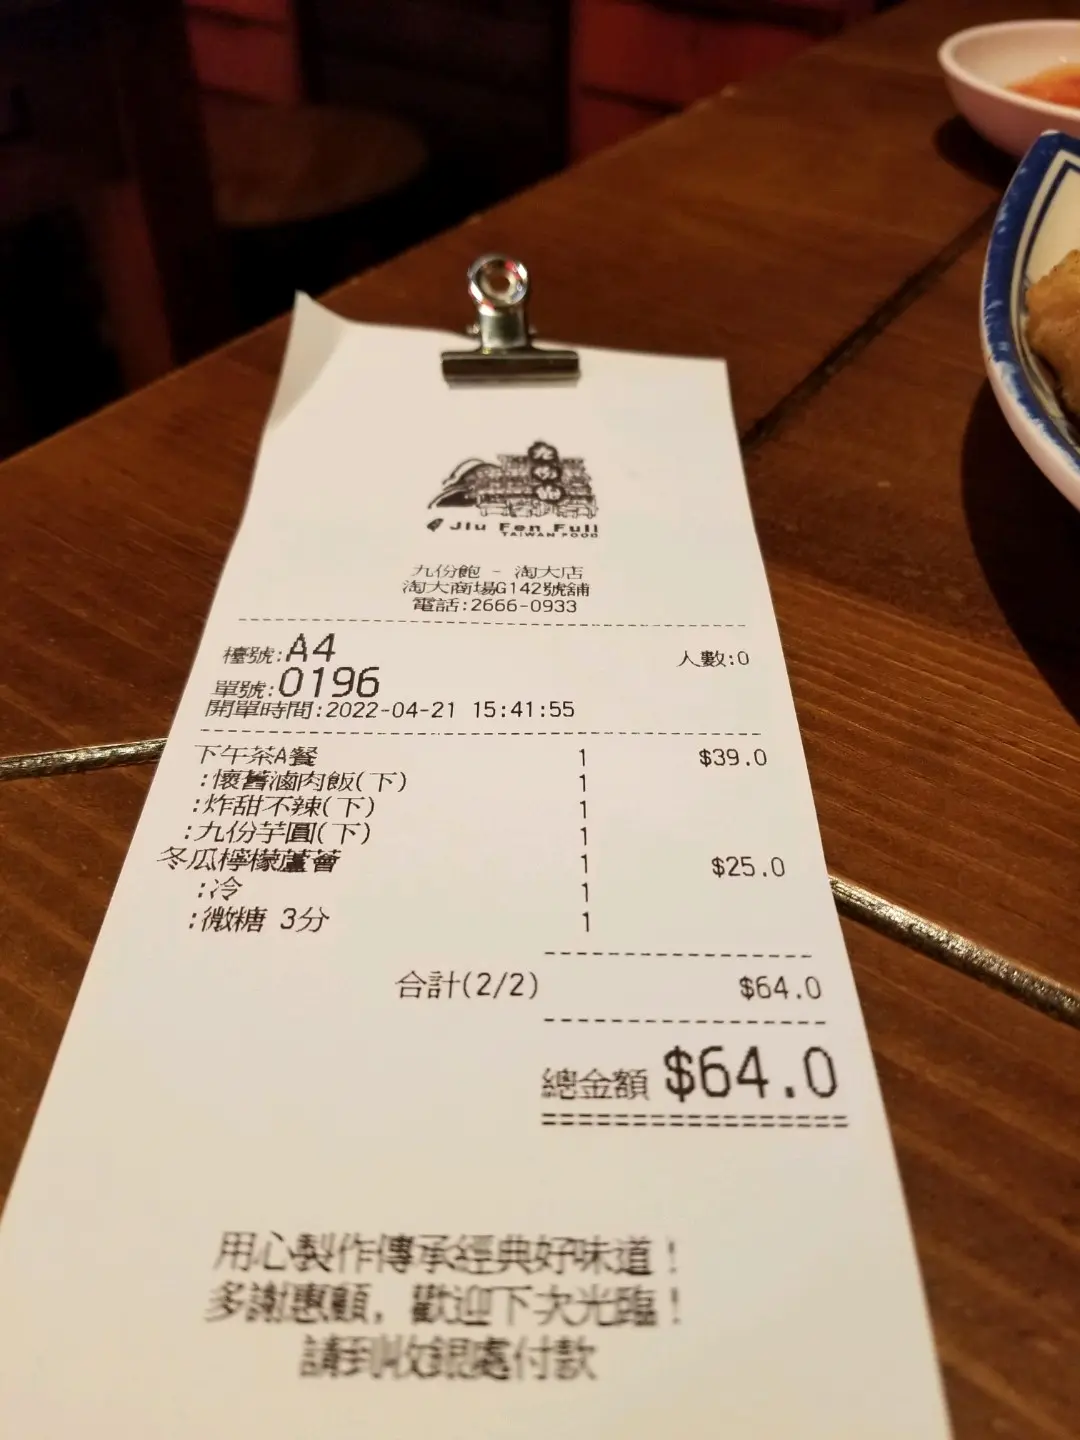 九份飽
Jiu Fen Full
TAIWAN FOOD
九份飽 - 淘大店
淘大商場G142號舖
電話:2666-0933
檯號:A4 人數:0
單號:0196
開單時間:2022-04-21 15:41:55
下午茶A餐 1 $39.0
:懷舊滷肉飯(下) 1
:炸甜不辣(下) 1
:九份芋圓(下) 1
冬瓜檸檬蘆薈 1 $25.0
:冷 1
:微糖 3分 1
合計(2/2) $64.0
總金額 $64.0
用心製作傳承經典好味道!
多謝惠顧, 歡迎下次光臨!
請到收銀處付款